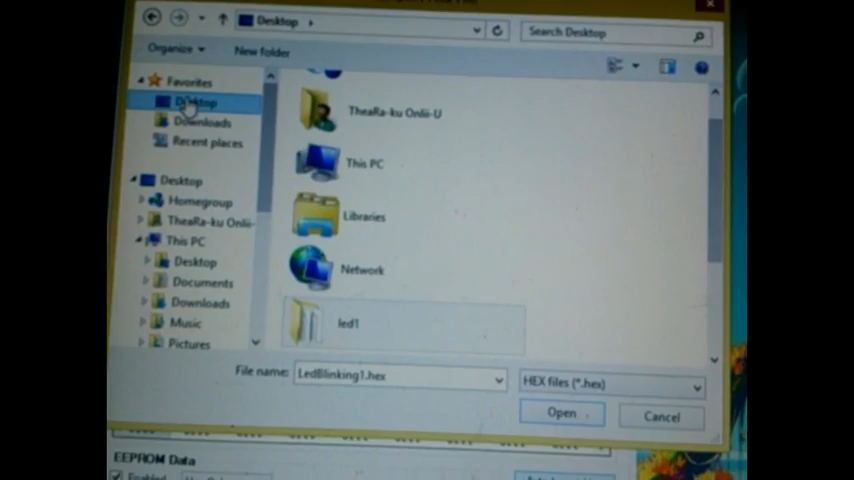 Desktop
Search Desktop
Organize
New folder
Favorites
Desktop
Downloads
Recent places
Desktop
Homegroup
TheaRa-ku Onlii-
This PC
Desktop
Documents
Downloads
Music
Pictures
TheaRa-ku Onlii-U
This PC
Libraries
Network
led1
File name:
LedBlinking1.hex
HEX files (*.hex)
Open
Cancel
EEPROM Data
Enabled